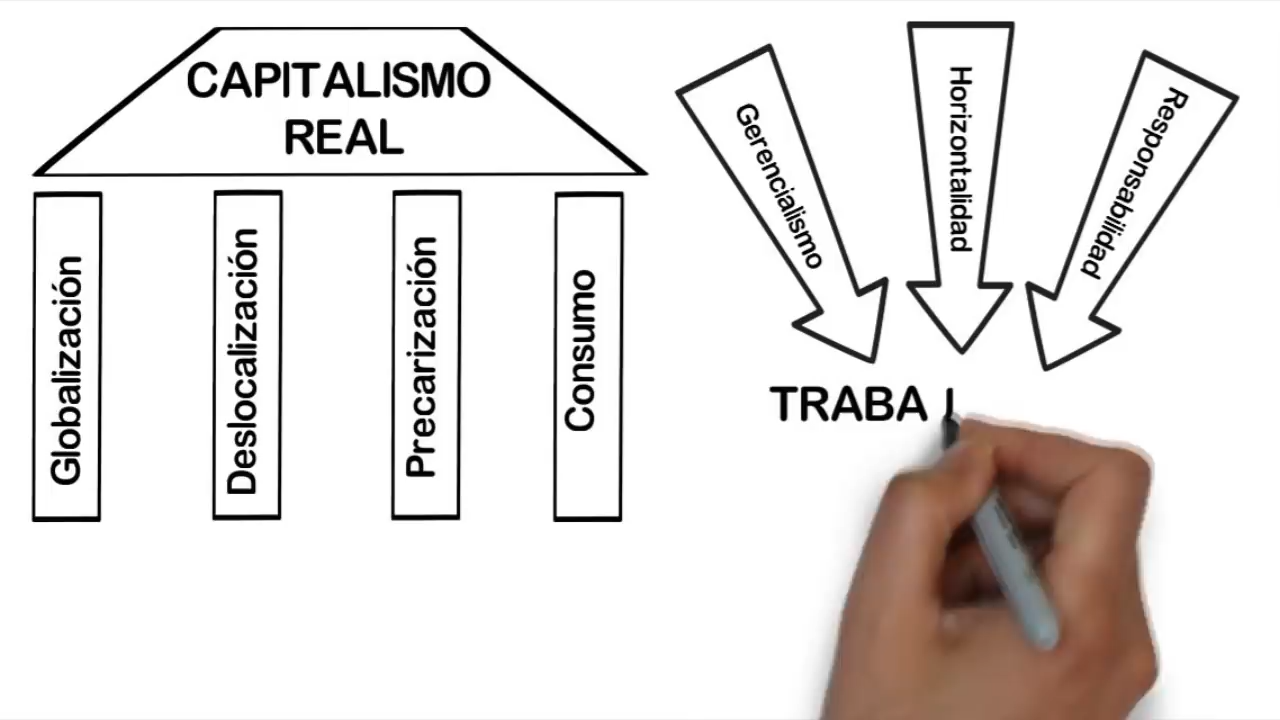 CAPITALISMO
REAL
Globalización
Deslocalización
Precarización
Consumo
Gerencialismo
Horizontalidad
Responsabilidad
TRABA